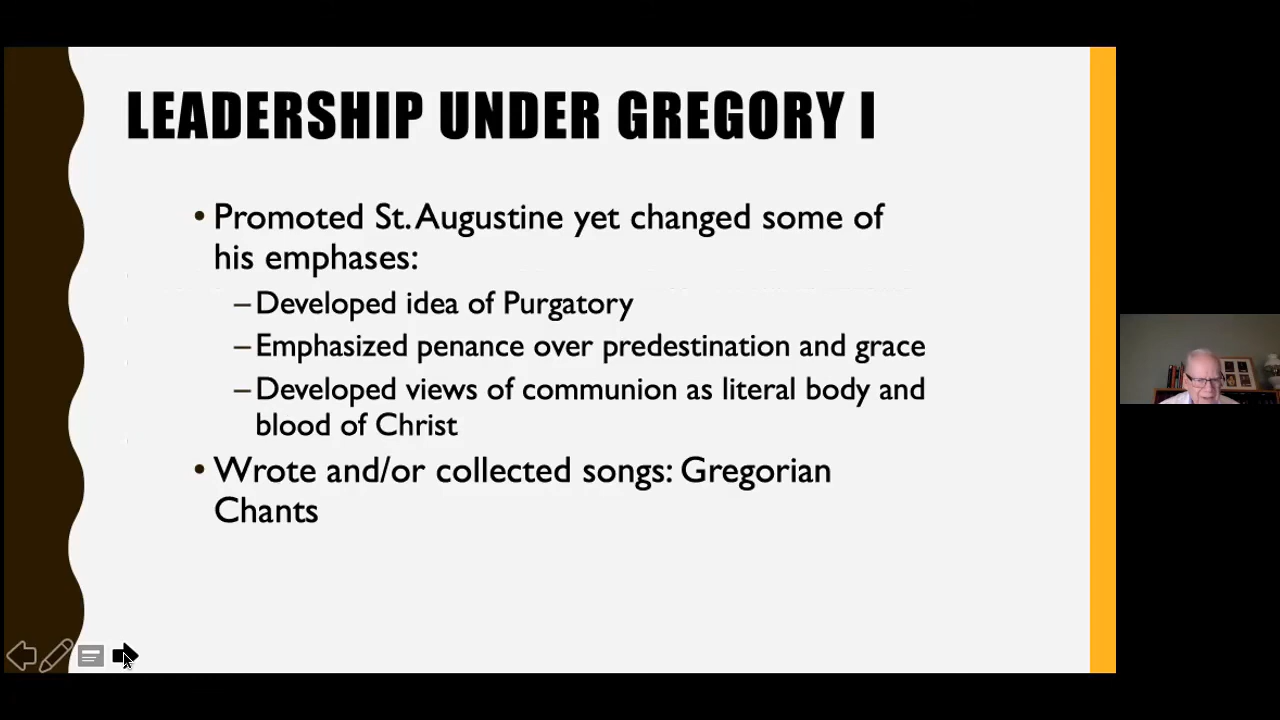 LEADERSHIP UNDER GREGORY I
• Promoted St. Augustine yet changed some of
his emphases:
– Developed idea of Purgatory
– Emphasized penance over predestination and grace
– Developed views of communion as literal body and
blood of Christ
• Wrote and/or collected songs: Gregorian
Chants